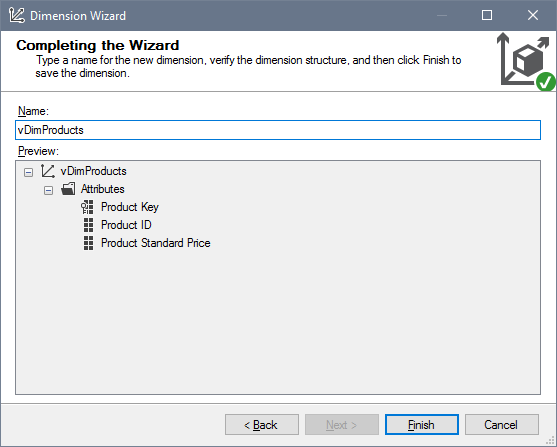 Dimension Wizard
Completing the Wizard
Type a name for the new dimension, verify the dimension structure, and then click Finish to
save the dimension.
Name:
vDimProducts
Preview:
vDimProducts
Attributes
Product Key
Product ID
Product Standard Price
< Back
Next >
Finish
Cancel